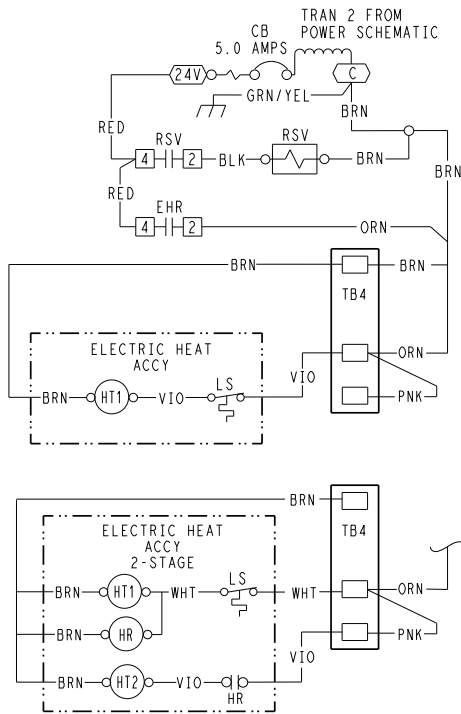 TRAN 2 FROM
POWER SCHEMATIC
CB
5.0 AMPS
24V
C
GRN/YEL
BRN
RED
RSV
4
2
BLK
RSV
BRN
BRN
RED
EHR
4
2
ORN
BRN
BRN
TB4
ELECTRIC HEAT
ACCY
ORN
VIO
LS
BRN
HT1
VIO
PNK
BRN
TB4
ELECTRIC HEAT
ACCY
2-STAGE
LS
BRN
HT1
WHT
WHT
ORN
BRN
HR
PNK
VIO
BRN
HT2
VIO
HR